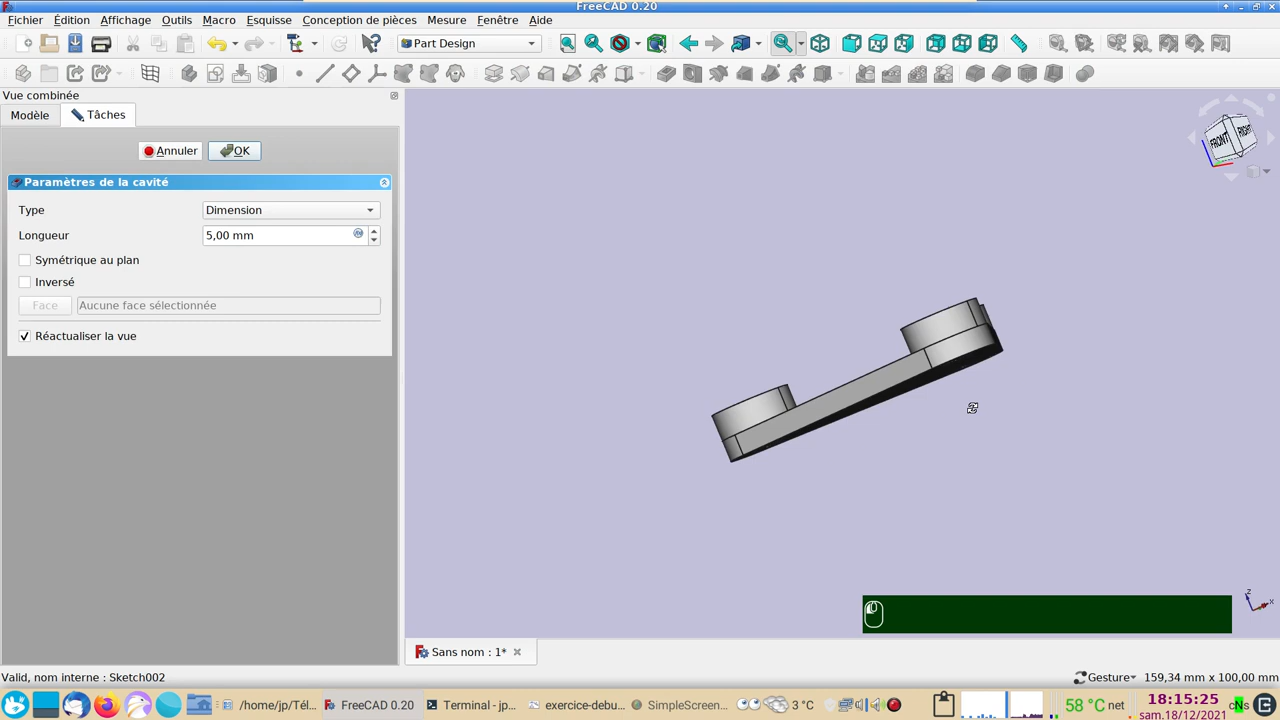 FreeCAD 0.20
Fichier Édition Affichage Outils Macro Esquisse Conception de pièces Mesure Fenêtre Aide
Part Design
Vue combinée
Modèle Tâches
Annuler OK
Paramètres de la cavité
Type Dimension
Longueur 5,00 mm
Symétrique au plan
Inversé
Face Aucune face sélectionnée
Réactualiser la vue
FRONT RIGHT
Z X
Sans nom : 1*
Valid, nom interne : Sketch002
Gesture 159,34 mm x 100,00 mm
/home/jp/Tél... FreeCAD 0.20 Terminal - jp... exercice-debu... SimpleScreen... 3 °C 58 °C net 18:15:25 cNs
sam.18/12/2021